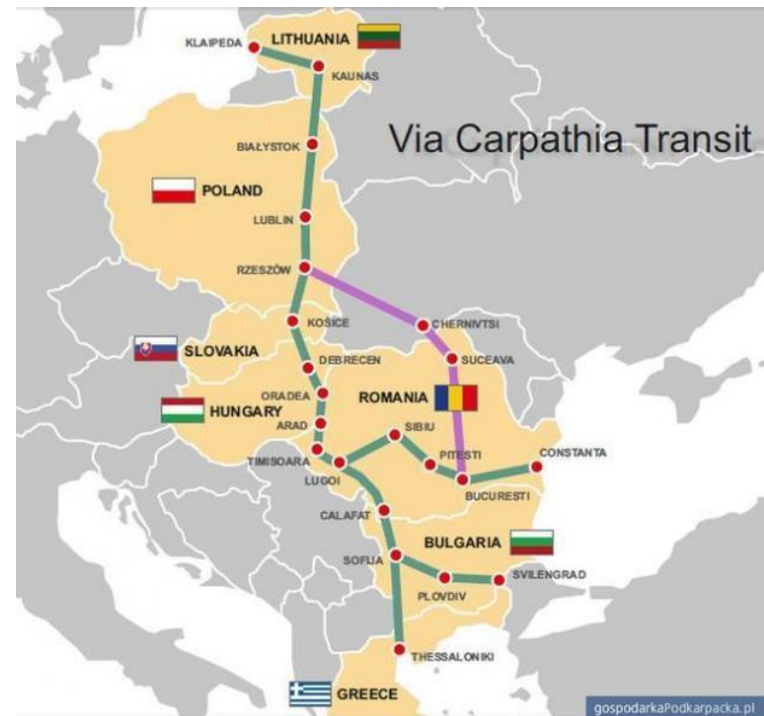 KLAIPEDA
LITHUANIA
KAUNAS
Via Carpathia Transit
BIAŁYSTOK
POLAND
LUBLIN
RZESZÓW
KOŠICE
CHERNIVTSI
SLOVAKIA
DEBRECEN
SUCEAVA
ORADEA
ROMANIA
HUNGARY
ARAD
SIBIU
TIMISOARA
PITESTI
CONSTANTA
LUGOI
BUCURESTI
CALAFAT
BULGARIA
SOFIJA
SVILENGRAD
PLOVDIV
THESSALONIKI
GREECE
gospodarkaPodkarpacka.pl